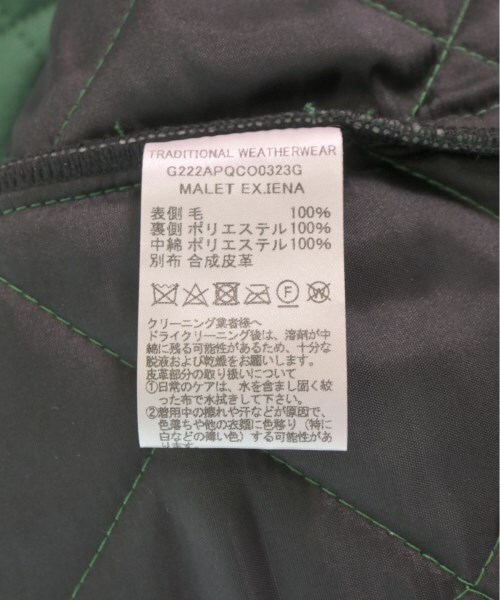 TRADITIONAL WEATHERWEAR
G222APQCO0323G
MALET EX.IENA
表側 毛 100%
裏側 ポリエステル 100%
中綿 ポリエステル 100%
別布 合成皮革
F W
クリーニング業者様へ
ドライクリーニング後は、溶剤が中
綿に残る可能性があるため、十分な
脱液および乾燥をお願いします。
皮革部分の取り扱いについて
①日常のケアは、水を含まし固く絞
った布で水拭きして下さい。
②着用中の擦れや汗などが原因で、
色落ちや他の衣類に色移り(特に
白などの薄い色)する可能性があ
ります。